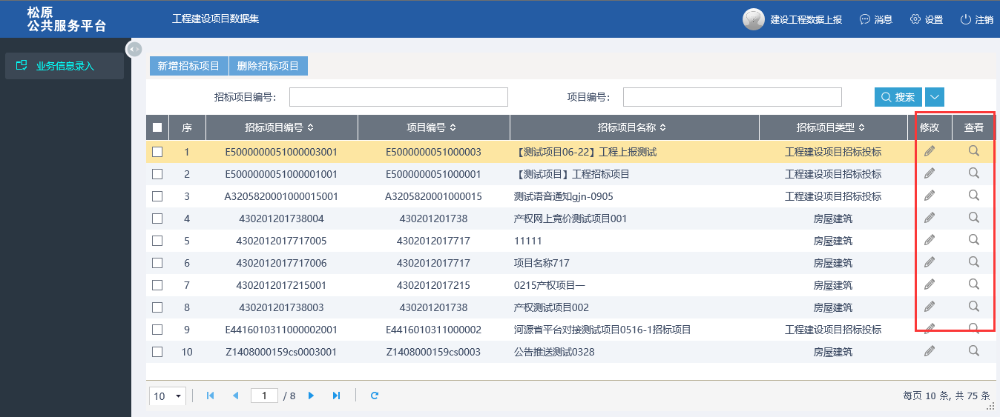 松原
公共服务平台
工程建设项目数据集
建设工程数据上报 消息 设置 注销
业务信息录入
新增招标项目 删除招标项目
招标项目编号: 项目编号: 搜索
序 招标项目编号 项目编号 招标项目名称 招标项目类型 修改 查看
1 E5000000051000003001 E5000000051000003 【测试项目06-22】工程上报测试 工程建设项目招标投标
2 E5000000051000001001 E5000000051000001 【测试项目】工程招标项目 工程建设项目招标投标
3 A3205820001000015001 A3205820001000015 测试语音通知gjn-0905 工程建设项目招标投标
4 430201201738004 430201201738 产权网上竞价测试项目001 房屋建筑
5 4302012017717005 4302012017717 11111 房屋建筑
6 4302012017717006 4302012017717 项目名称717 房屋建筑
7 4302012017215001 4302012017215 0215产权项目一 房屋建筑
8 430201201738003 430201201738 产权测试项目002 房屋建筑
9 E4416010311000002001 E4416010311000002 河源省平台对接测试项目0516-1招标项目 工程建设项目招标投标
10 Z1408000159cs0003001 Z1408000159cs0003 公告推送测试0328 房屋建筑
10 1 / 8 每页 10 条, 共 75 条